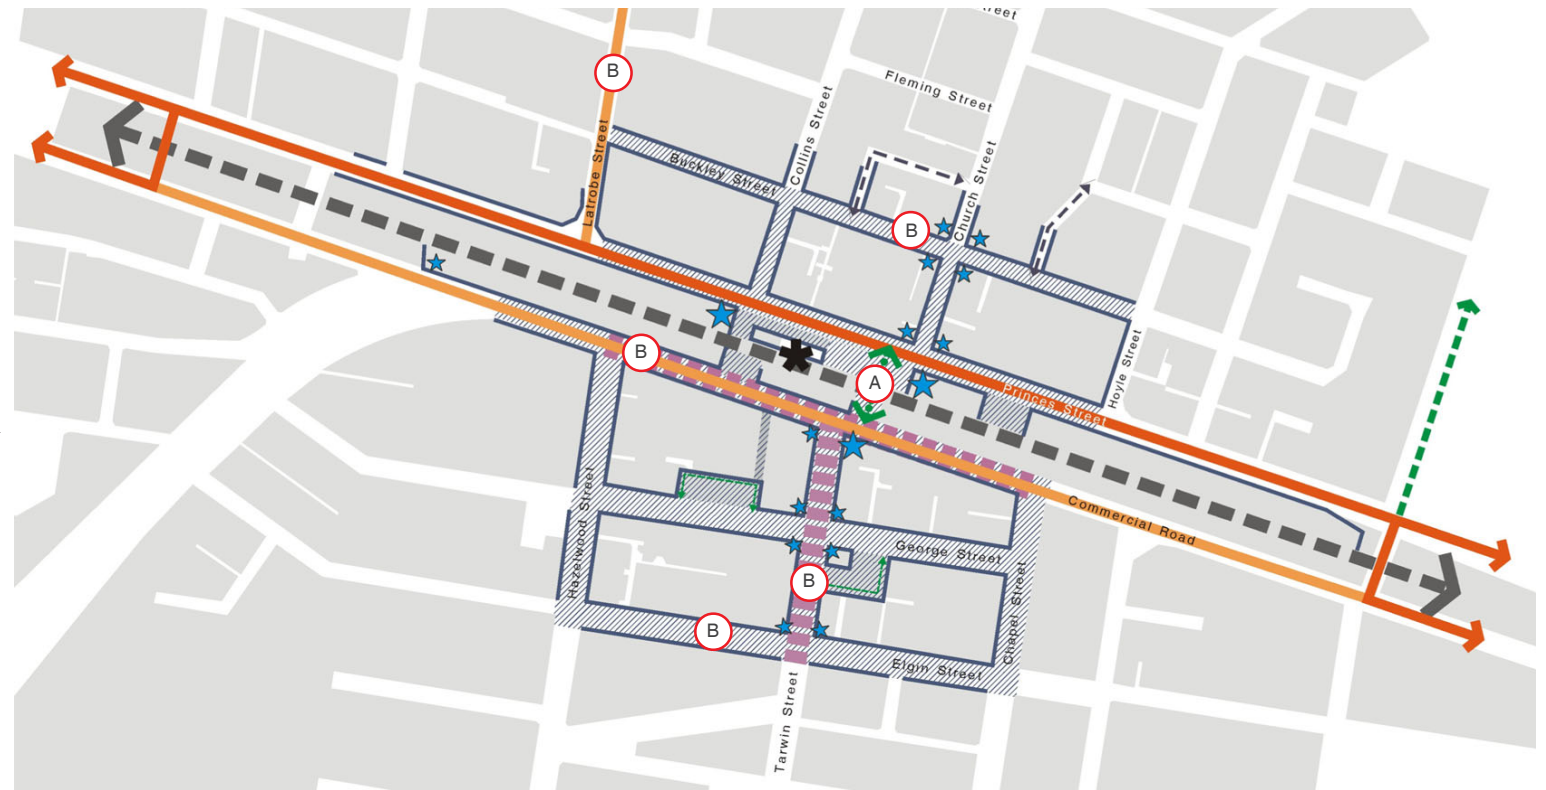 reet
B
Fleming Street
Collins Street
Latrobe Street
Buckley Street
Church Street
B
Hoyle Street
B
A
Princes Street
Hazelwood Street
Commercial Road
George Street
B
Chapel Street
B
Elgin Street
Tarwin Street